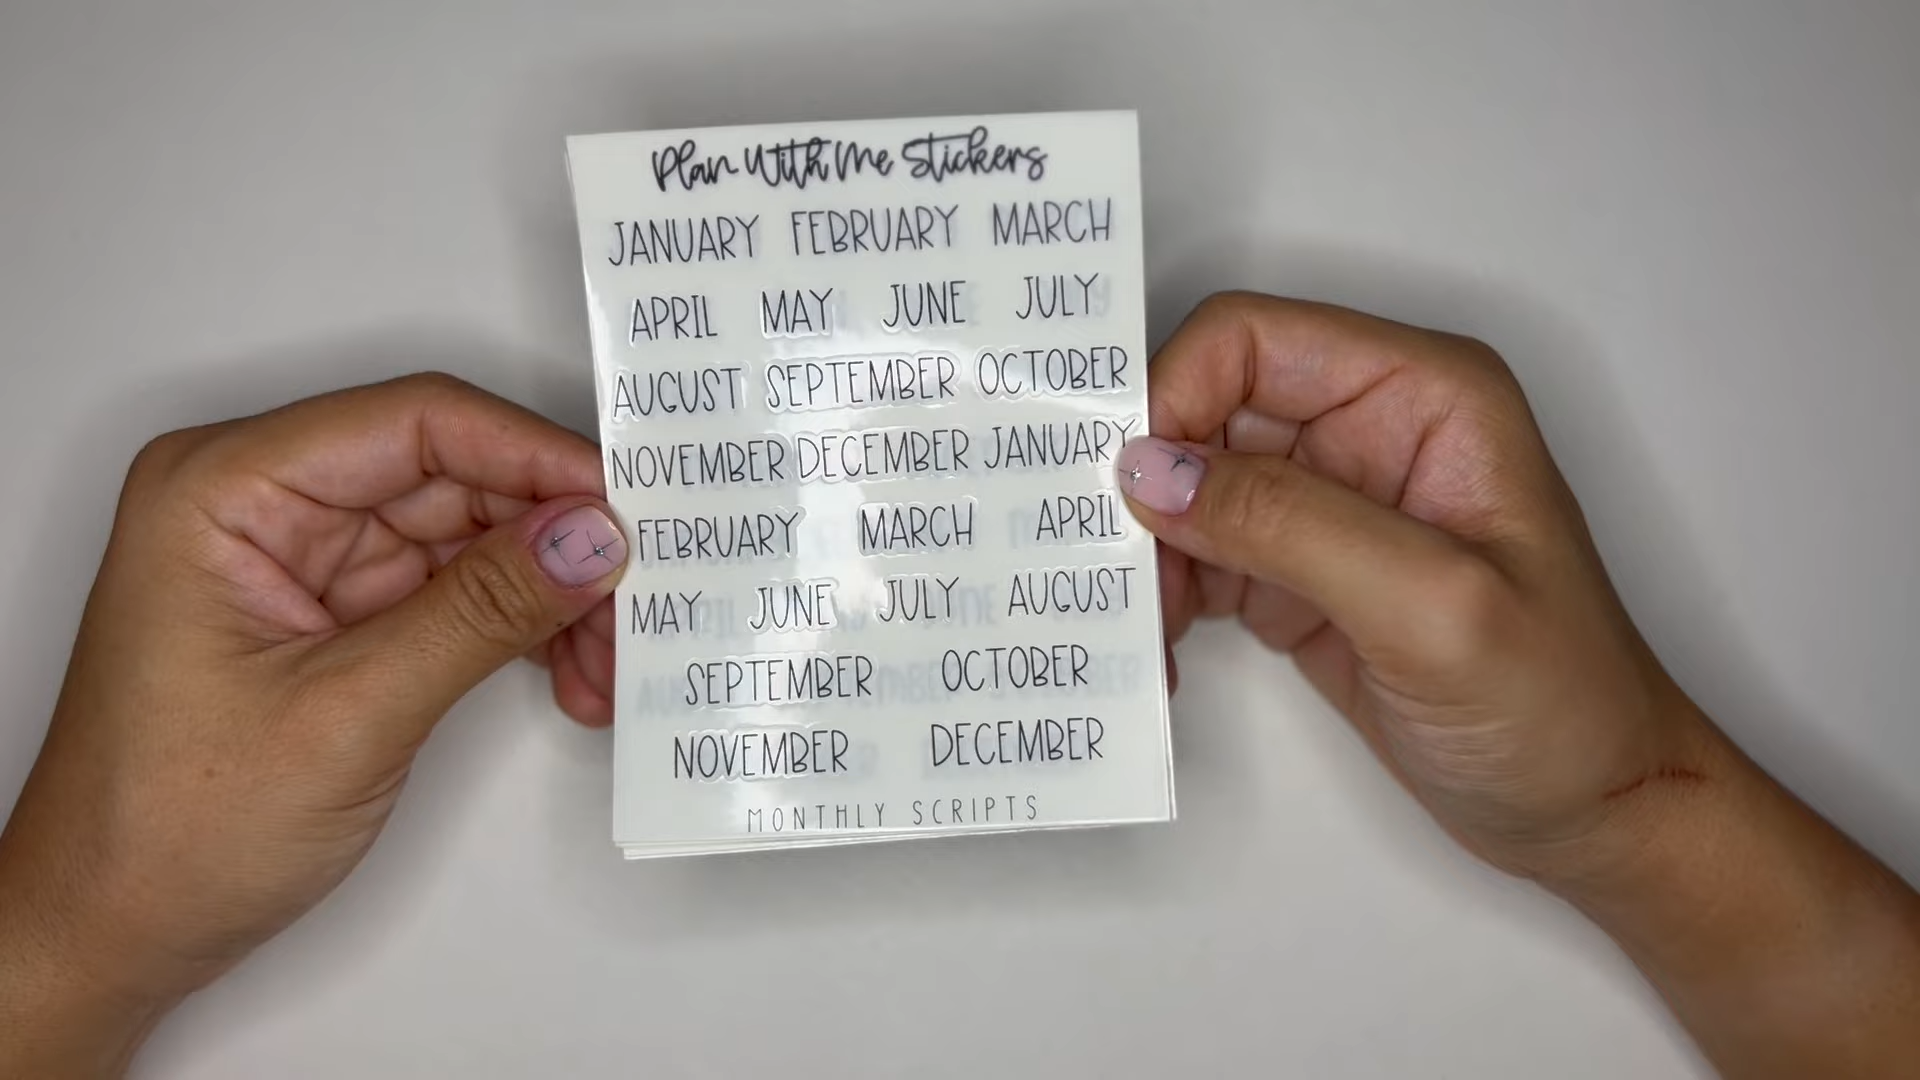 Plan With Me Stickers
JANUARY FEBRUARY MARCH
APRIL MAY JUNE JULY
AUGUST SEPTEMBER OCTOBER
NOVEMBER DECEMBER JANUARY
FEBRUARY MARCH APRIL
MAY JUNE JULY AUGUST
SEPTEMBER OCTOBER
NOVEMBER DECEMBER
MONTHLY SCRIPTS